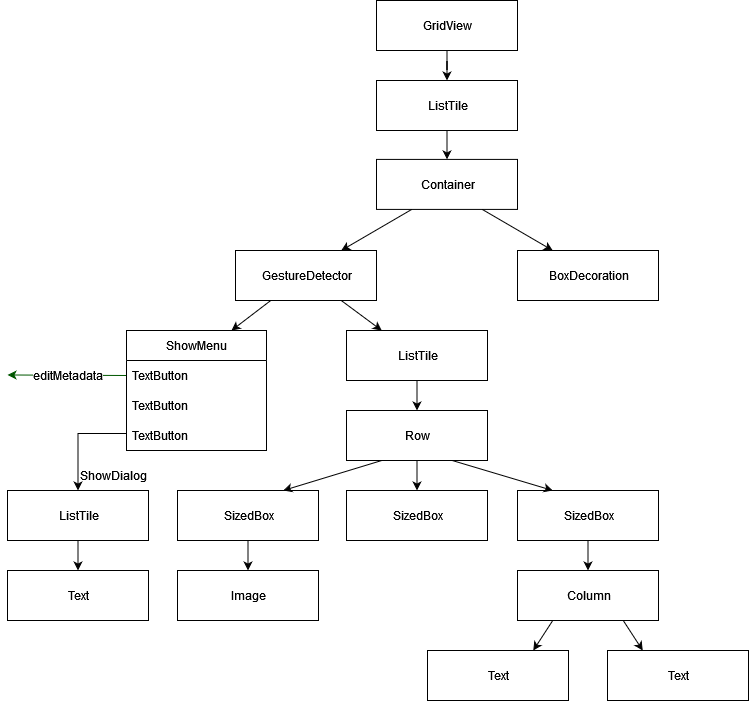 GridView
ListTile
Container
GestureDetector
BoxDecoration
ShowMenu
ListTile
editMetadata
TextButton
TextButton
Row
TextButton
ShowDialog
ListTile
SizedBox
SizedBox
SizedBox
Text
Image
Column
Text
Text